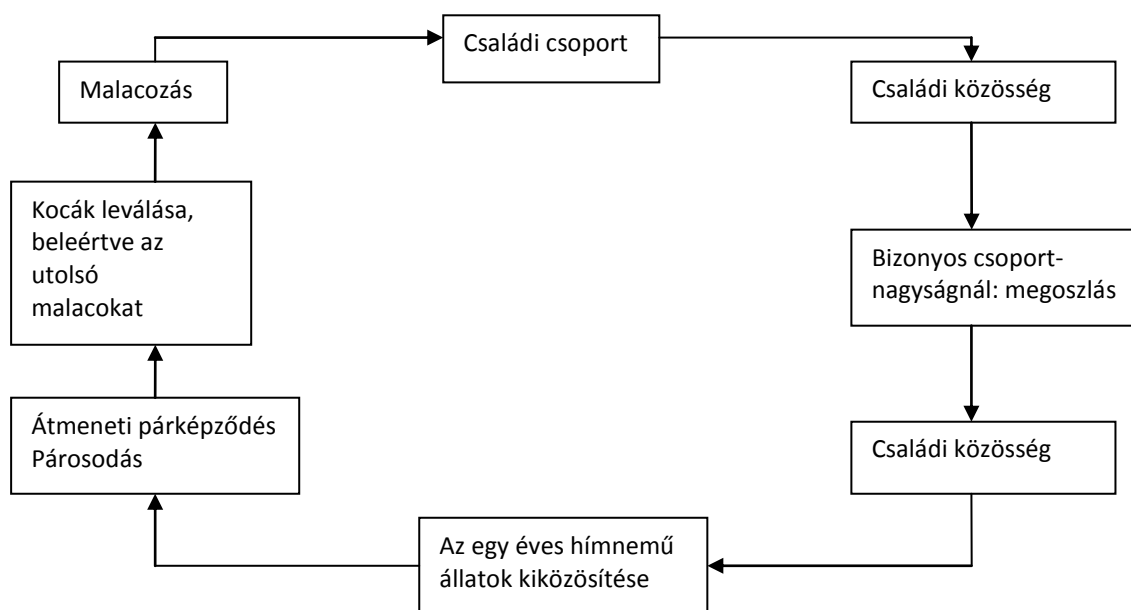 Családi csoport
Malacozás
Családi közösség
Kocák leválása,
beleértve az
utolsó
malacokat
Bizonyos csoport-
nagyságnál: megoszlás
Átmeneti párképződés
Párosodás
Családi közösség
Az egy éves hímnemű
állatok kiközösítése